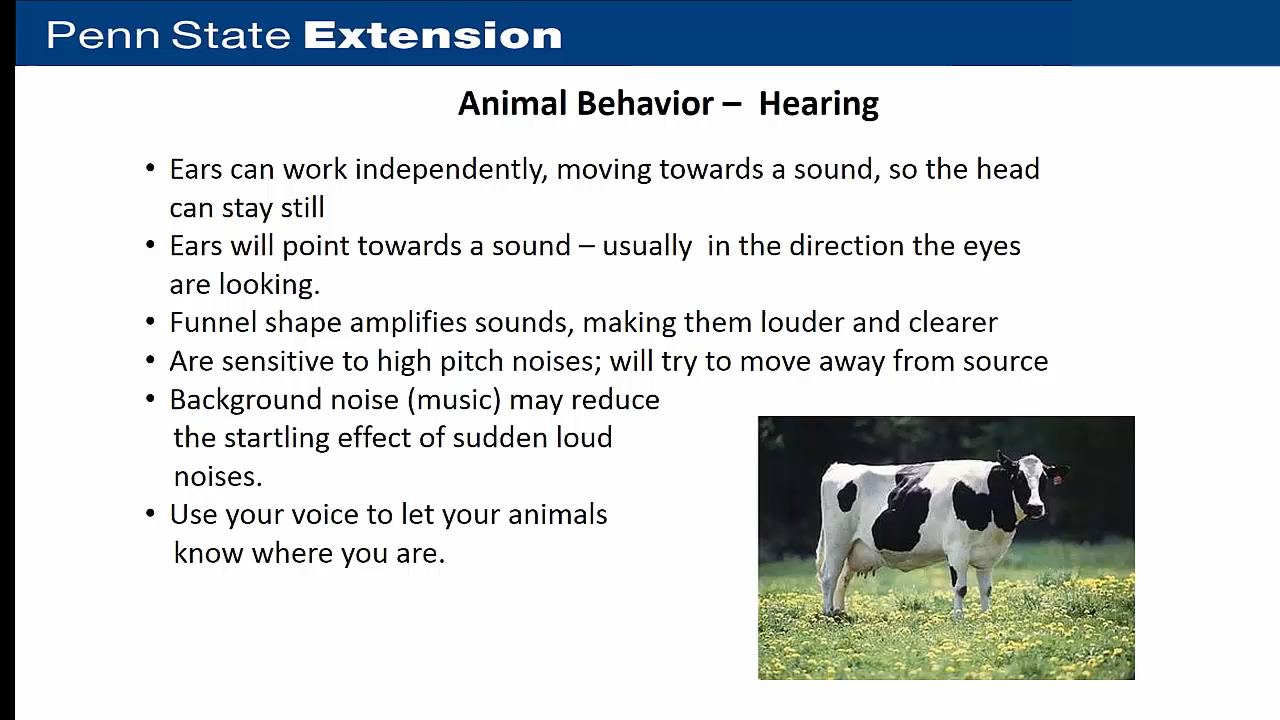 Penn State Extension
Animal Behavior –  Hearing
• Ears can work independently, moving towards a sound, so the head
can stay still
• Ears will point towards a sound – usually  in the direction the eyes
are looking.
• Funnel shape amplifies sounds, making them louder and clearer
• Are sensitive to high pitch noises; will try to move away from source
• Background noise (music) may reduce
the startling effect of sudden loud
noises.
• Use your voice to let your animals
know where you are.